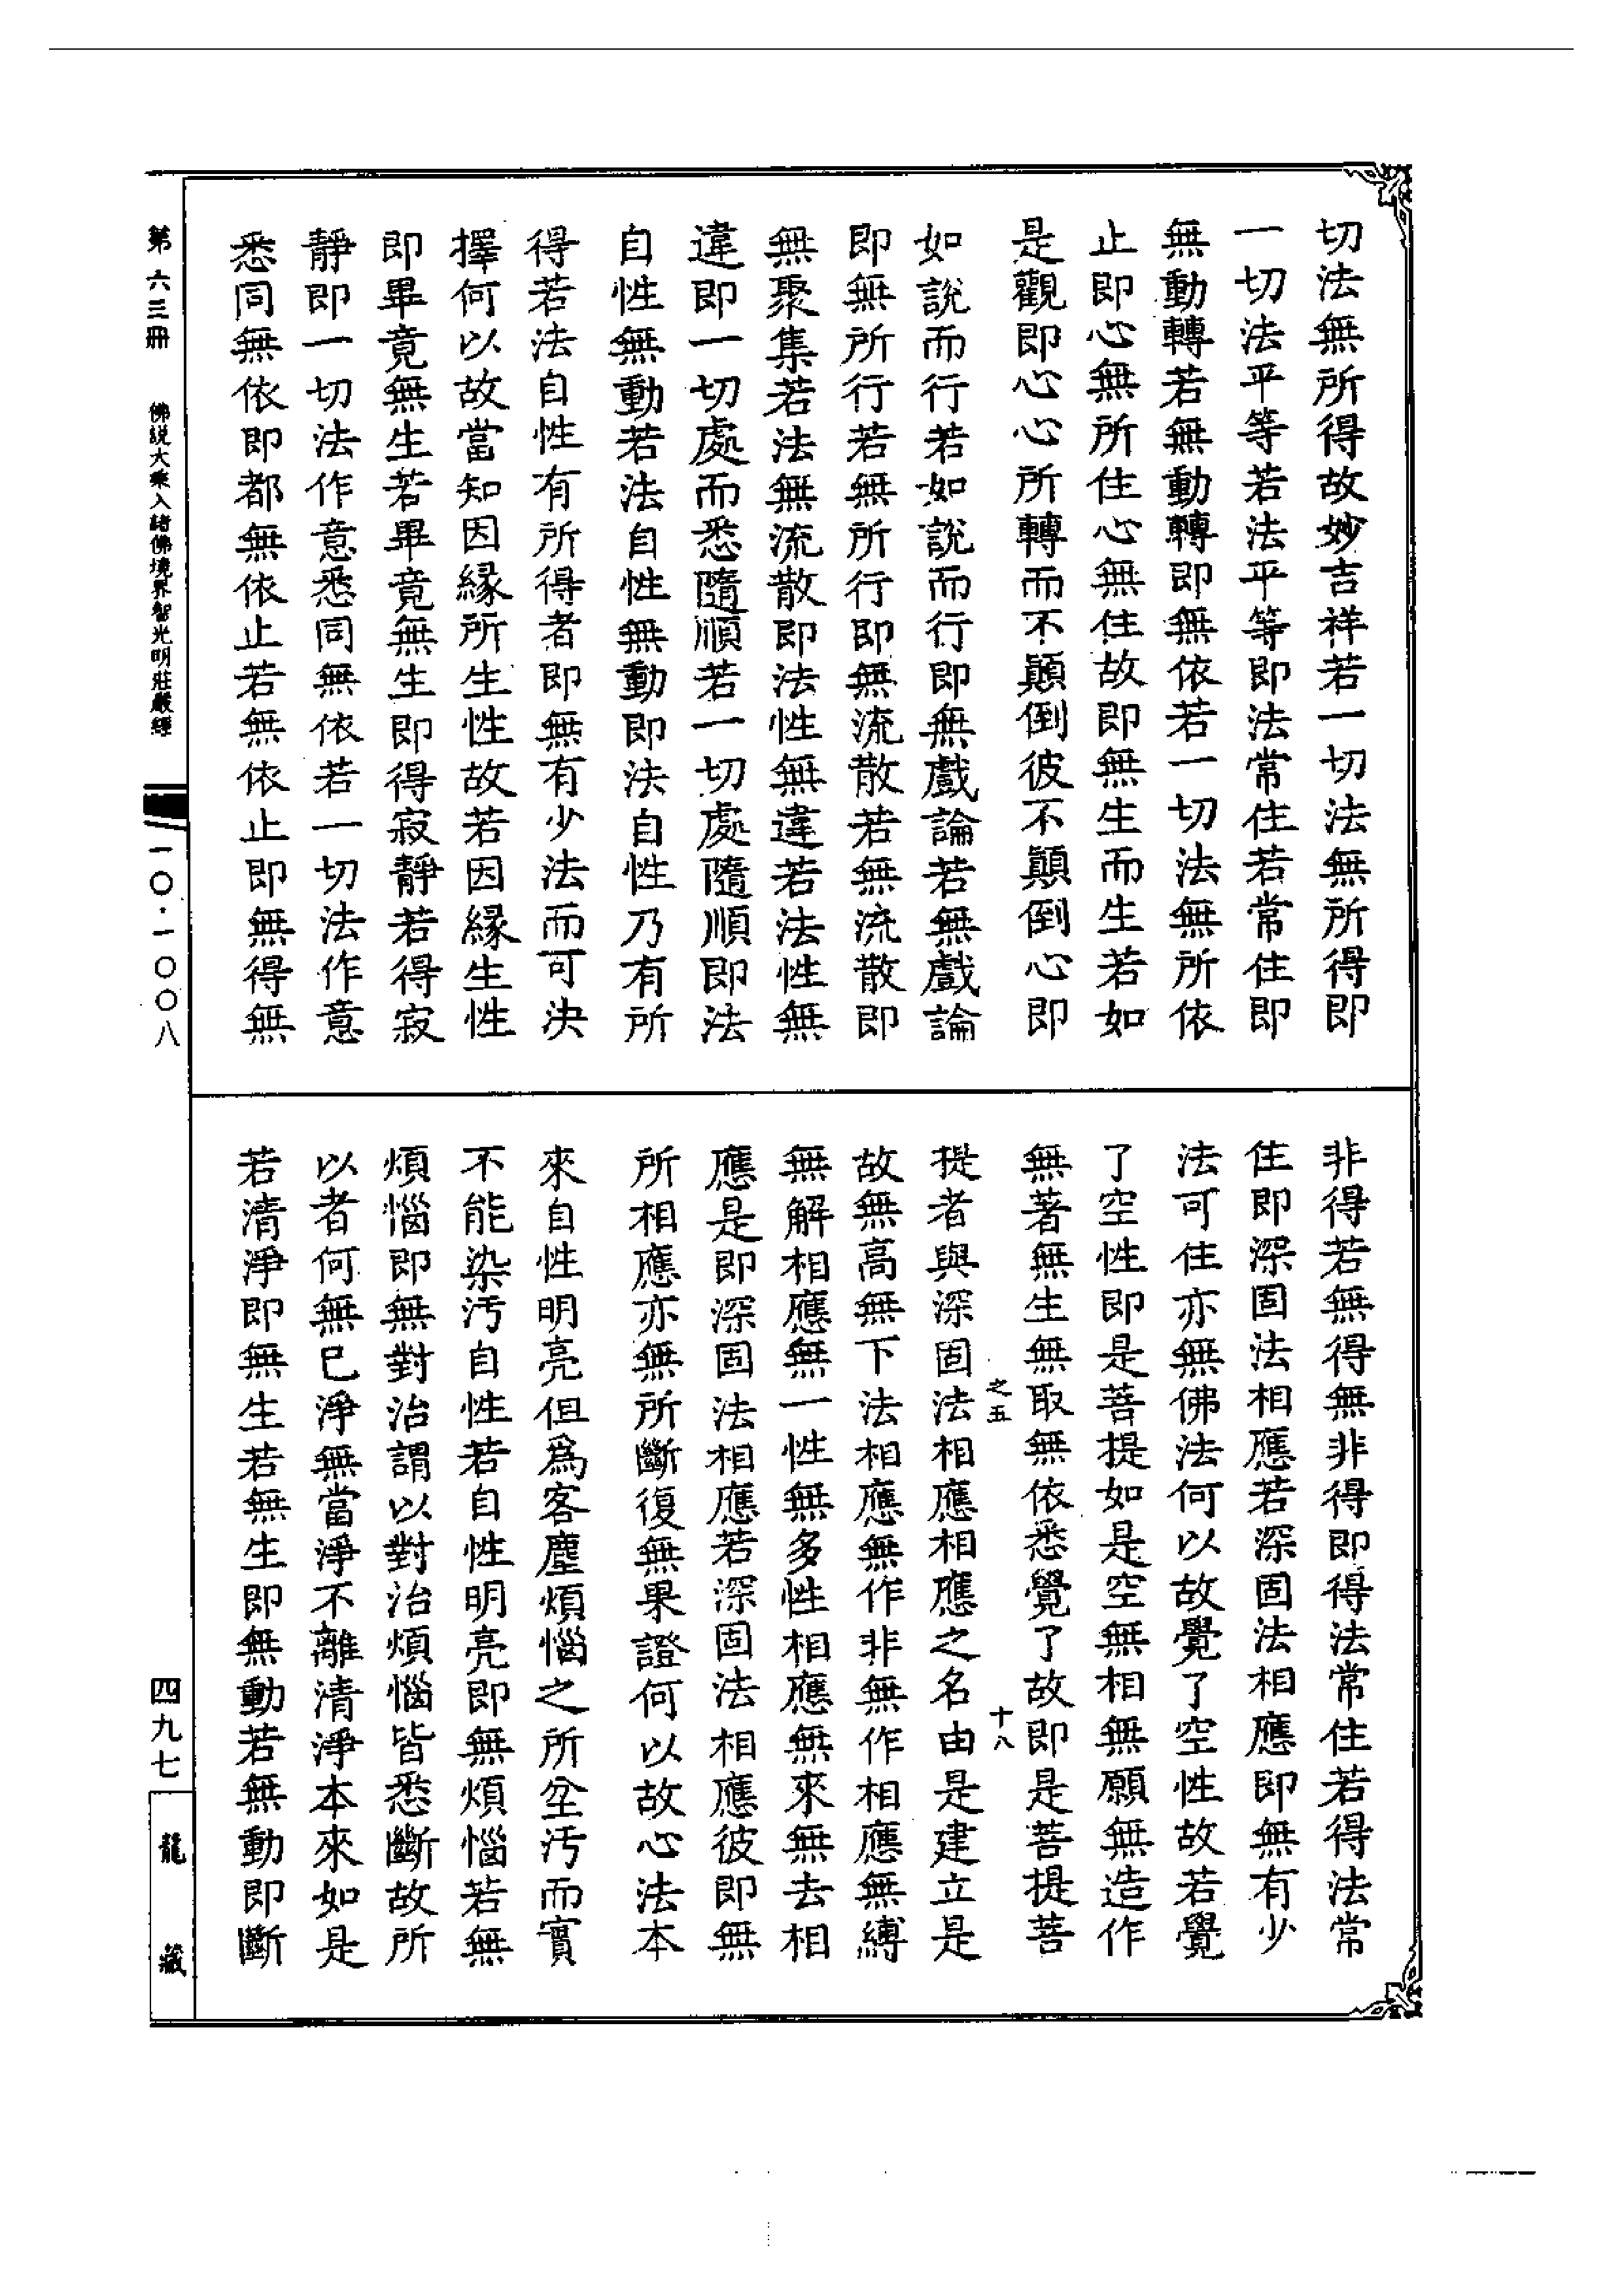 切法無所得故妙吉祥若一切法無所得即
一切法平等若法平等即法常住若常住即
無動轉若無動轉即無依若一切法無所依
止即心無所住心無住故即無生而生若如
是觀即心心所轉而不顛倒彼不顛倒心即
如說而行若如說而行即無戲論若無戲論
即無所行若無所行即無流散若無流散即
無聚集若法無流散即法性無違若法性無
違即一切處而悉隨順若一切處隨順即法
自性無動若法自性無動即法自性乃有所
得若法自性有所得者即無有少法而可決
擇何以故當知因緣所生性故若因緣生性
即畢竟無生若畢竟無生即得寂靜若得寂
靜即一切法作意悉同無依若一切法作意
悉同無依即都無依止若無依止即無得無
非得若無得無非得即得法常住若得法常
住即深固法相應若深固法相應即無有少
法可住亦無佛法何以故覺了空性故若覺
了空性即是菩提如是空無相無願無造作
無著無生無取無依悉覺了故即是菩提菩
之五 十八
提者與深固法相應相應之名由是建立是
故無高無下法相應無作非無作相應無縛
無解相應無一性無多性相應無來無去相
應是即深固法相應若深固法相應彼即無
所相應亦無所斷復無果證何以故心法本
來自性明亮但為客塵煩惱之所坌汚而實
不能染汚自性若自性明亮即無煩惱若無
煩惱即無對治謂以對治煩惱皆悉斷故所
以者何無已淨無當淨不離清淨本來如是
若清淨即無生若無生即無動若無動即斷
第六三冊 佛說大乘入諸佛境界智光明莊嚴經 一〇·一〇〇八
四九七 龍藏